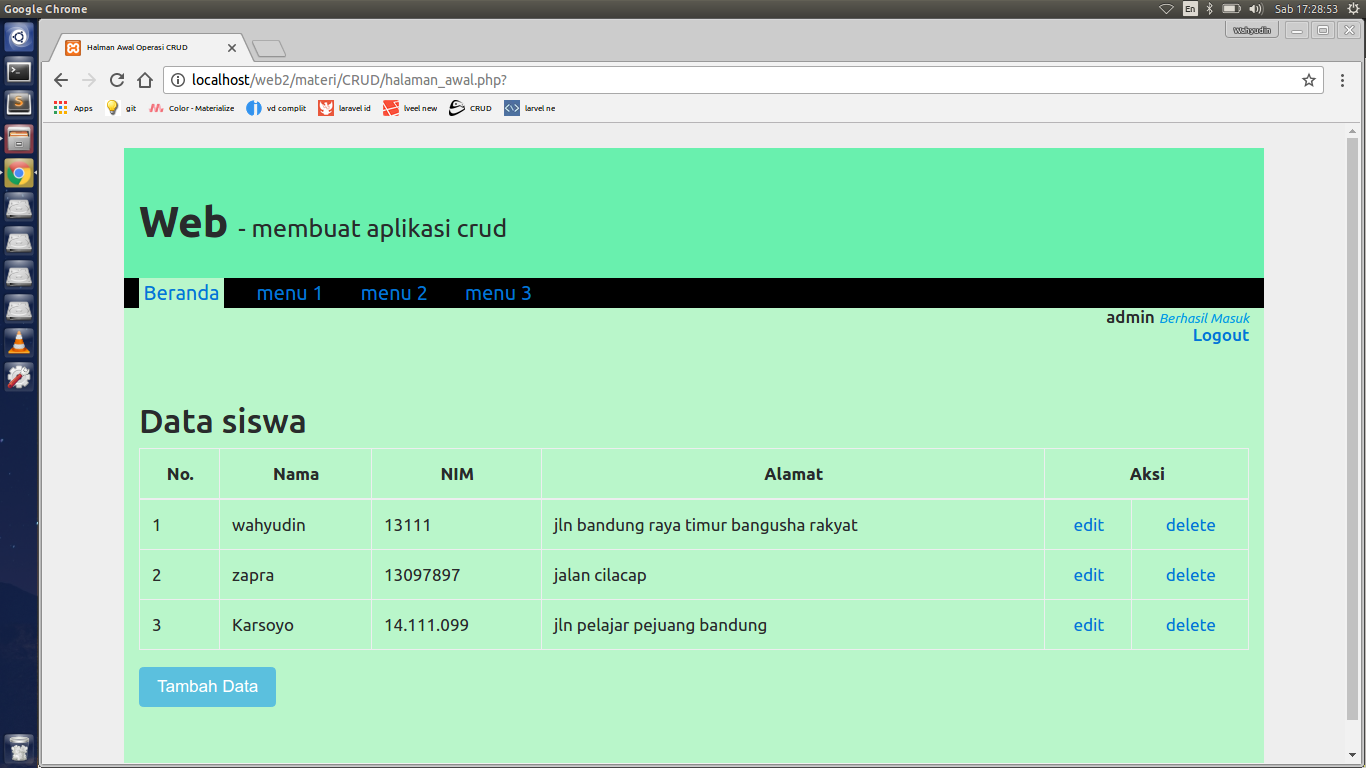 Google Chrome
En
Sab 17:28:53
Halman Awal Operasi CRUD
Wahyudin
localhost/web2/materi/CRUD/halaman_awal.php?
Apps git Color - Materialize vd complit laravel id lveel new CRUD larvel ne
Web - membuat aplikasi crud
Beranda menu 1 menu 2 menu 3
admin Berhasil Masuk
Logout
Data siswa
No. Nama NIM Alamat Aksi
1 wahyudin 13111 jln bandung raya timur bangusha rakyat edit delete
2 zapra 13097897 jalan cilacap edit delete
3 Karsoyo 14.111.099 jln pelajar pejuang bandung edit delete
Tambah Data